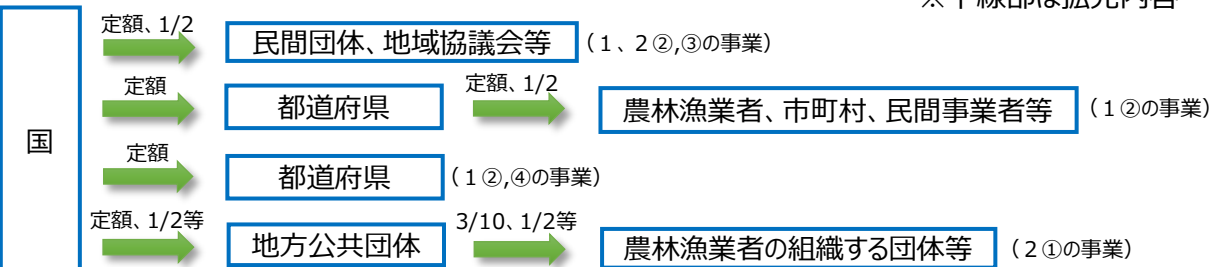 国
定額、1/2
民間団体、地域協議会等 （１、２②,③の事業）
定額 定額、1/2
都道府県 農林漁業者、市町村、民間事業者等 （１②の事業）
定額
都道府県 （１②,④の事業）
定額、1/2等 3/10、1/2等
地方公共団体 農林漁業者の組織する団体等 （２①の事業）